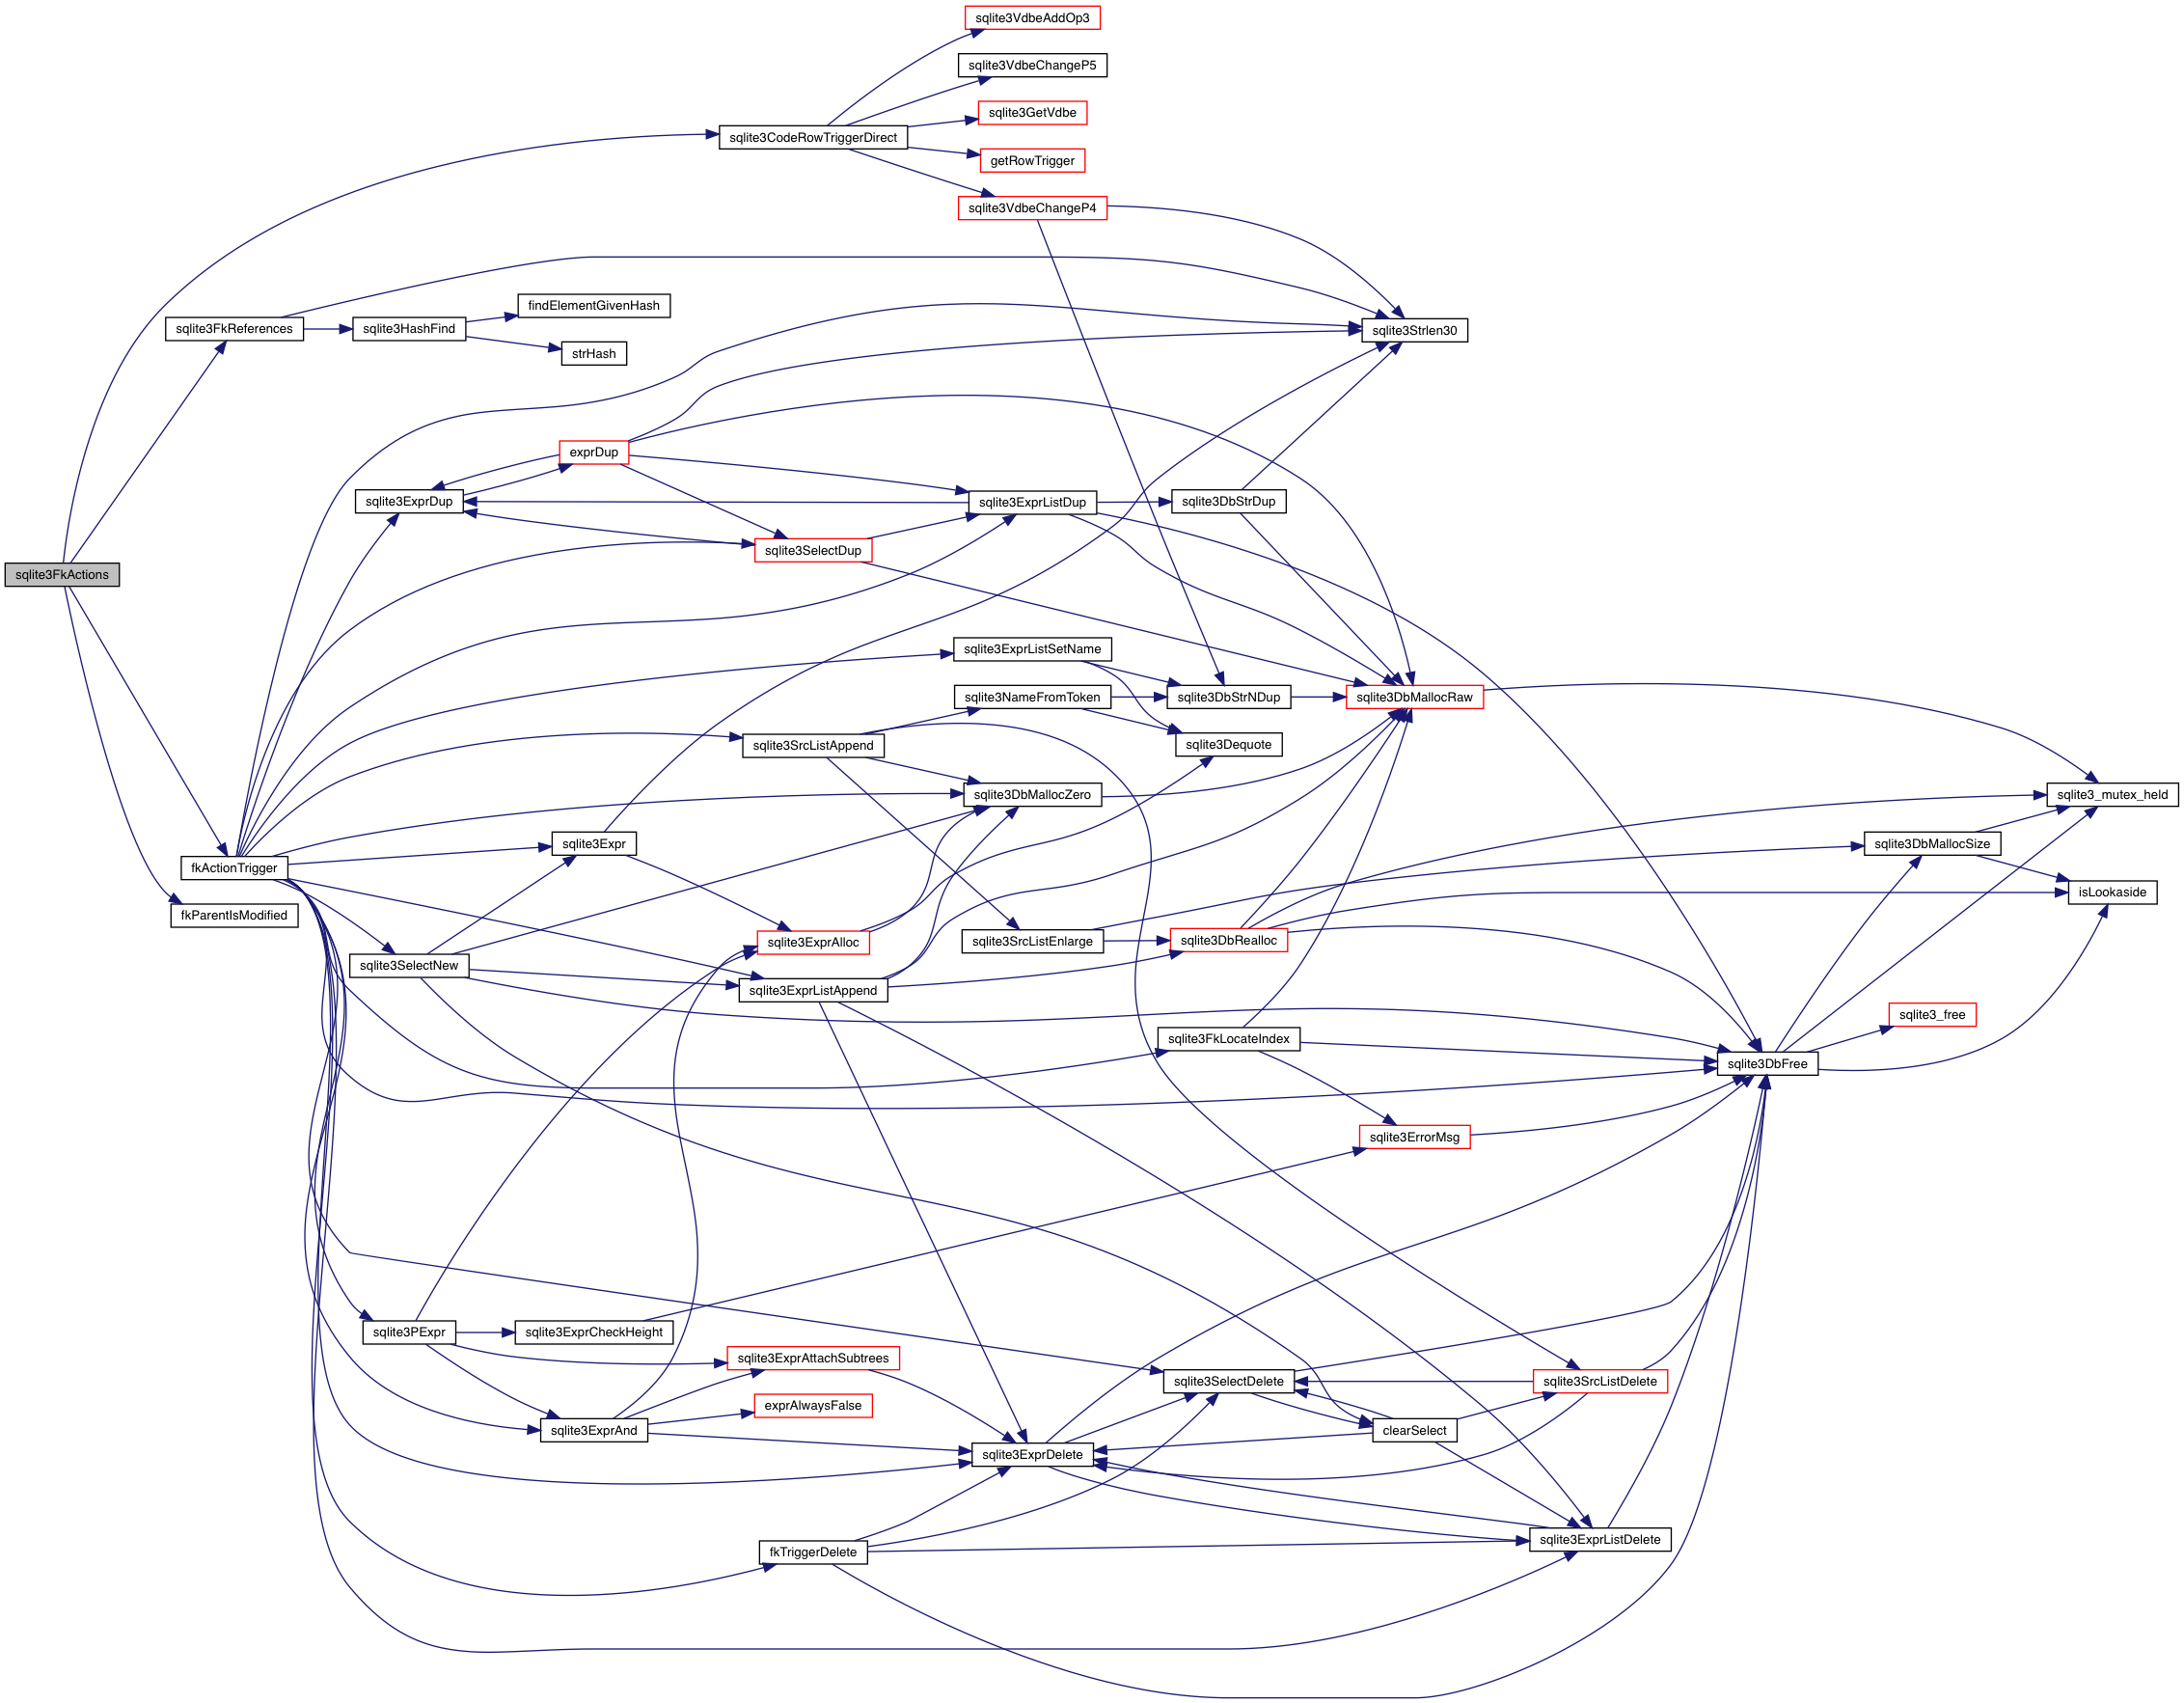 sqlite3VdbeAddOp3
sqlite3VdbeChangeP5
sqlite3GetVdbe
sqlite3CodeRowTriggerDirect
getRowTrigger
sqlite3VdbeChangeP4
findElementGivenHash
sqlite3FkReferences
sqlite3HashFind
sqlite3Strlen30
strHash
exprDup
sqlite3ExprDup
sqlite3ExprListDup
sqlite3DbStrDup
sqlite3SelectDup
sqlite3FkActions
sqlite3ExprListSetName
sqlite3NameFromToken
sqlite3DbStrNDup
sqlite3DbMallocRaw
sqlite3SrcListAppend
sqlite3Dequote
sqlite3DbMallocZero
sqlite3_mutex_held
sqlite3Expr
sqlite3DbMallocSize
fkActionTrigger
isLookaside
fkParentIsModified
sqlite3ExprAlloc
sqlite3SrcListEnlarge
sqlite3DbRealloc
sqlite3SelectNew
sqlite3ExprListAppend
sqlite3_free
sqlite3FkLocateIndex
sqlite3DbFree
sqlite3ErrorMsg
sqlite3PExpr
sqlite3ExprCheckHeight
sqlite3ExprAttachSubtrees
sqlite3SelectDelete
sqlite3SrcListDelete
exprAlwaysFalse
sqlite3ExprAnd
clearSelect
sqlite3ExprDelete
sqlite3ExprListDelete
fkTriggerDelete